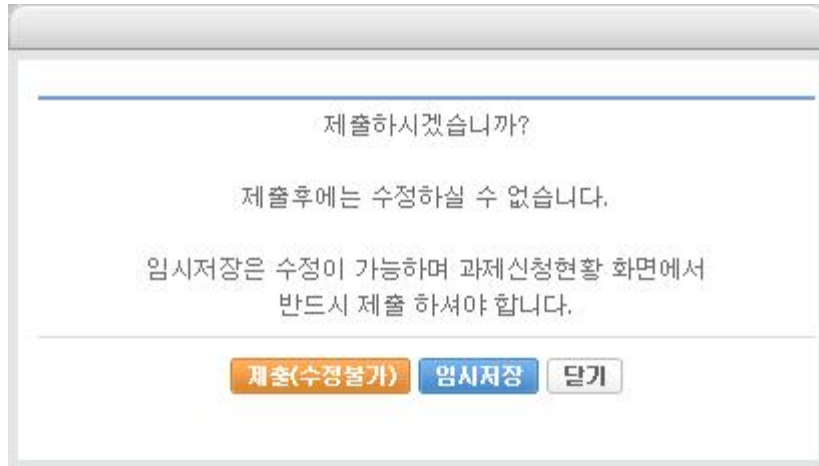 제출하시겠습니까?
제출후에는 수정하실 수 없습니다.
임시저장은 수정이 가능하며 과제신청현황 화면에서
반드시 제출 하셔야 합니다.
제출(수정불가) 임시저장 닫기